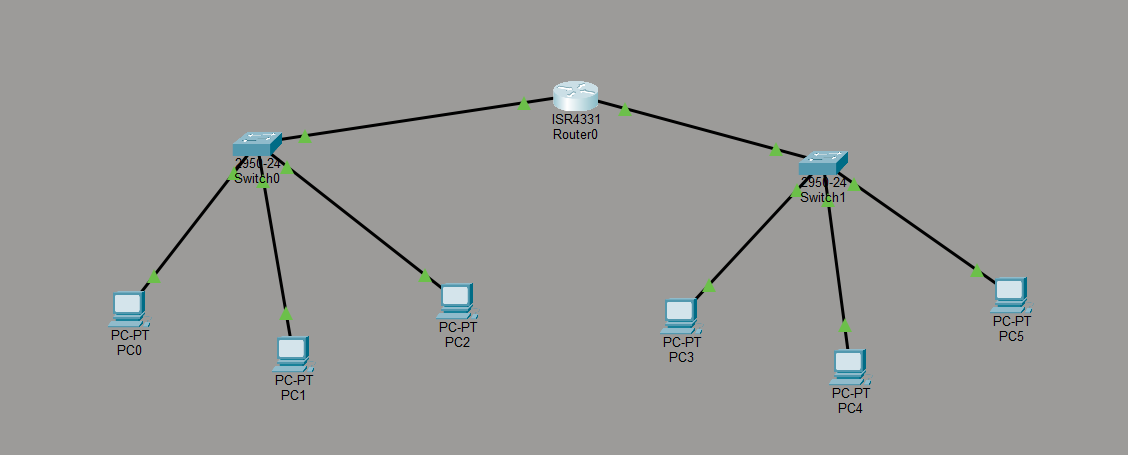 ISR4331
Router0
2950-24
Switch0
2950-24
Switch1
PC-PT
PC0
PC-PT
PC1
PC-PT
PC2
PC-PT
PC3
PC-PT
PC4
PC-PT
PC5